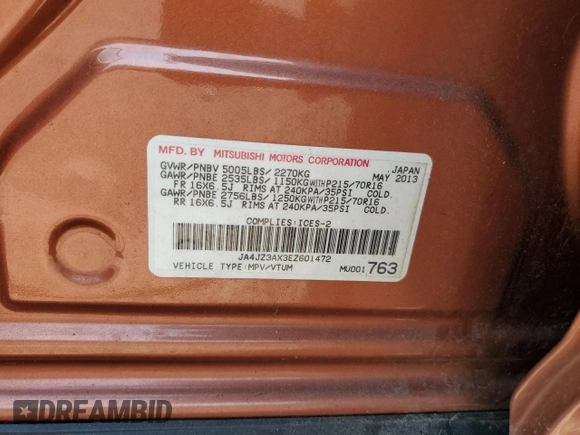 MFD. BY MITSUBISHI MOTORS CORPORATION
GVWR/PNBV 5005LBS/2270KG JAPAN
GAWR/PNBE 2535LBS/1150KG WITH P215/70R16 MAY 2013
FR 16X6.5J RIMS AT 240KPA/35PSI COLD.
GAWR/PNBE 2756LBS/1250KG WITH P215/70R16
RR 16X6.5J RIMS AT 240KPA/35PSI COLD.
COMPLIES:ICES-2
JA4JZ3AX3EZ601472
VEHICLE TYPE:MPV/VTUM MU001763
DREAMBID